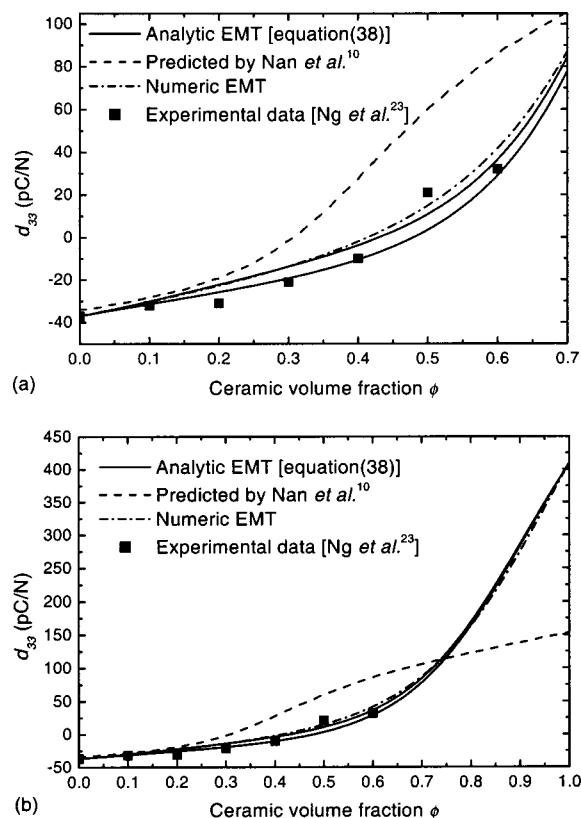 100
80
60
40
20
0
-20
-40
d33 (pC/N)
Analytic EMT [equation(38)]
Predicted by Nan et al.10
Numeric EMT
Experimental data [Ng et al.23]
0.0 0.1 0.2 0.3 0.4 0.5 0.6 0.7
(a)
Ceramic volume fraction ϕ
450
400
350
300
250
200
150
100
50
0
-50
d33 (pC/N)
Analytic EMT [equation(38)]
Predicted by Nan et al.10
Numeric EMT
Experimental data [Ng et al.23]
0.0 0.1 0.2 0.3 0.4 0.5 0.6 0.7 0.8 0.9 1.0
(b)
Ceramic volume fraction ϕ